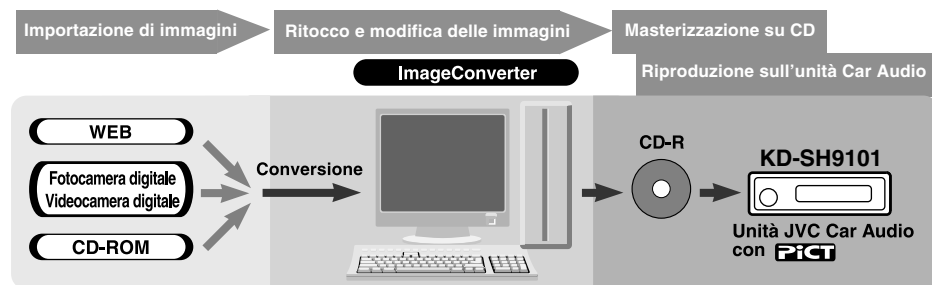 Importazione di immagini
Ritocco e modifica delle immagini
Masterizzazione su CD
Riproduzione sull'unità Car Audio
ImageConverter
WEB
Fotocamera digitale
Videocamera digitale
CD-ROM
Conversione
CD-R
KD-SH9101
Unità JVC Car Audio
con PiCT